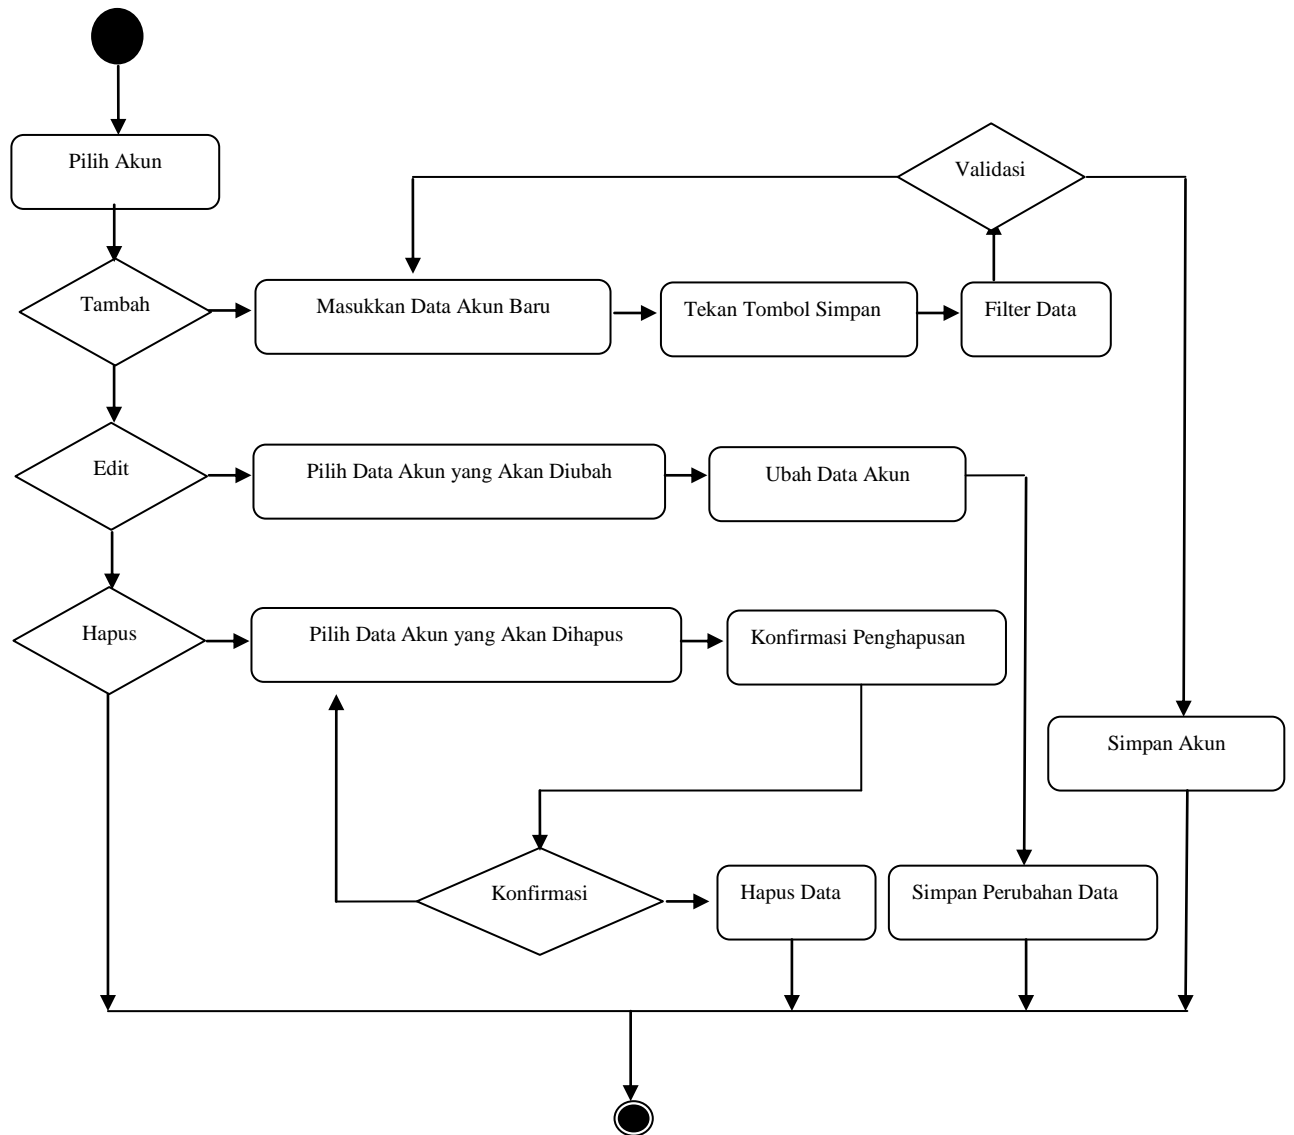 Pilih Akun
Validasi
Tambah
Masukkan Data Akun Baru
Tekan Tombol Simpan
Filter Data
Edit
Pilih Data Akun yang Akan Diubah
Ubah Data Akun
Hapus
Pilih Data Akun yang Akan Dihapus
Konfirmasi Penghapusan
Simpan Akun
Konfirmasi
Hapus Data
Simpan Perubahan Data